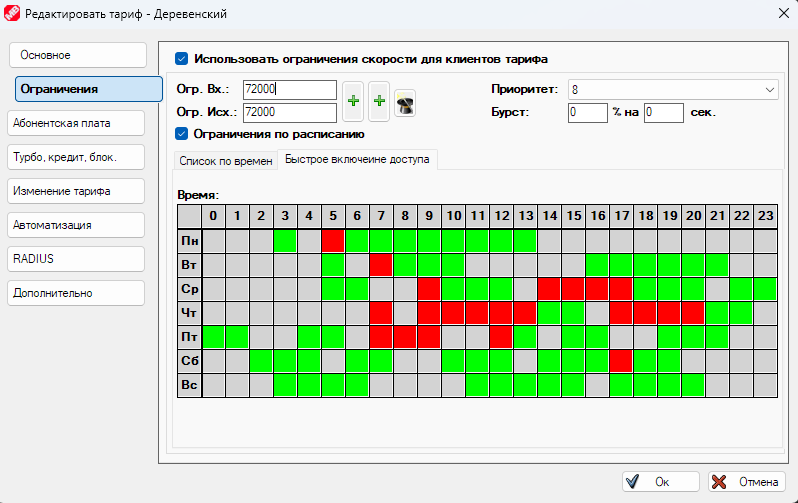 Редактировать тариф - Деревенский
Основное
Ограничения
Абонентская плата
Турбо, кредит, блок.
Изменение тарифа
Автоматизация
RADIUS
Дополнительно
Использовать ограничения скорости для клиентов тарифа
Огр. Вх.: 72000 Приоритет: 8
Огр. Исх.: 72000 Бурст: 0 % на 0 сек.
Ограничения по расписанию
Список по времен Быстрое включеине доступа
Время:
0 1 2 3 4 5 6 7 8 9 10 11 12 13 14 15 16 17 18 19 20 21 22 23
Пн
Вт
Ср
Чт
Пт
Сб
Вс
Ок Отмена